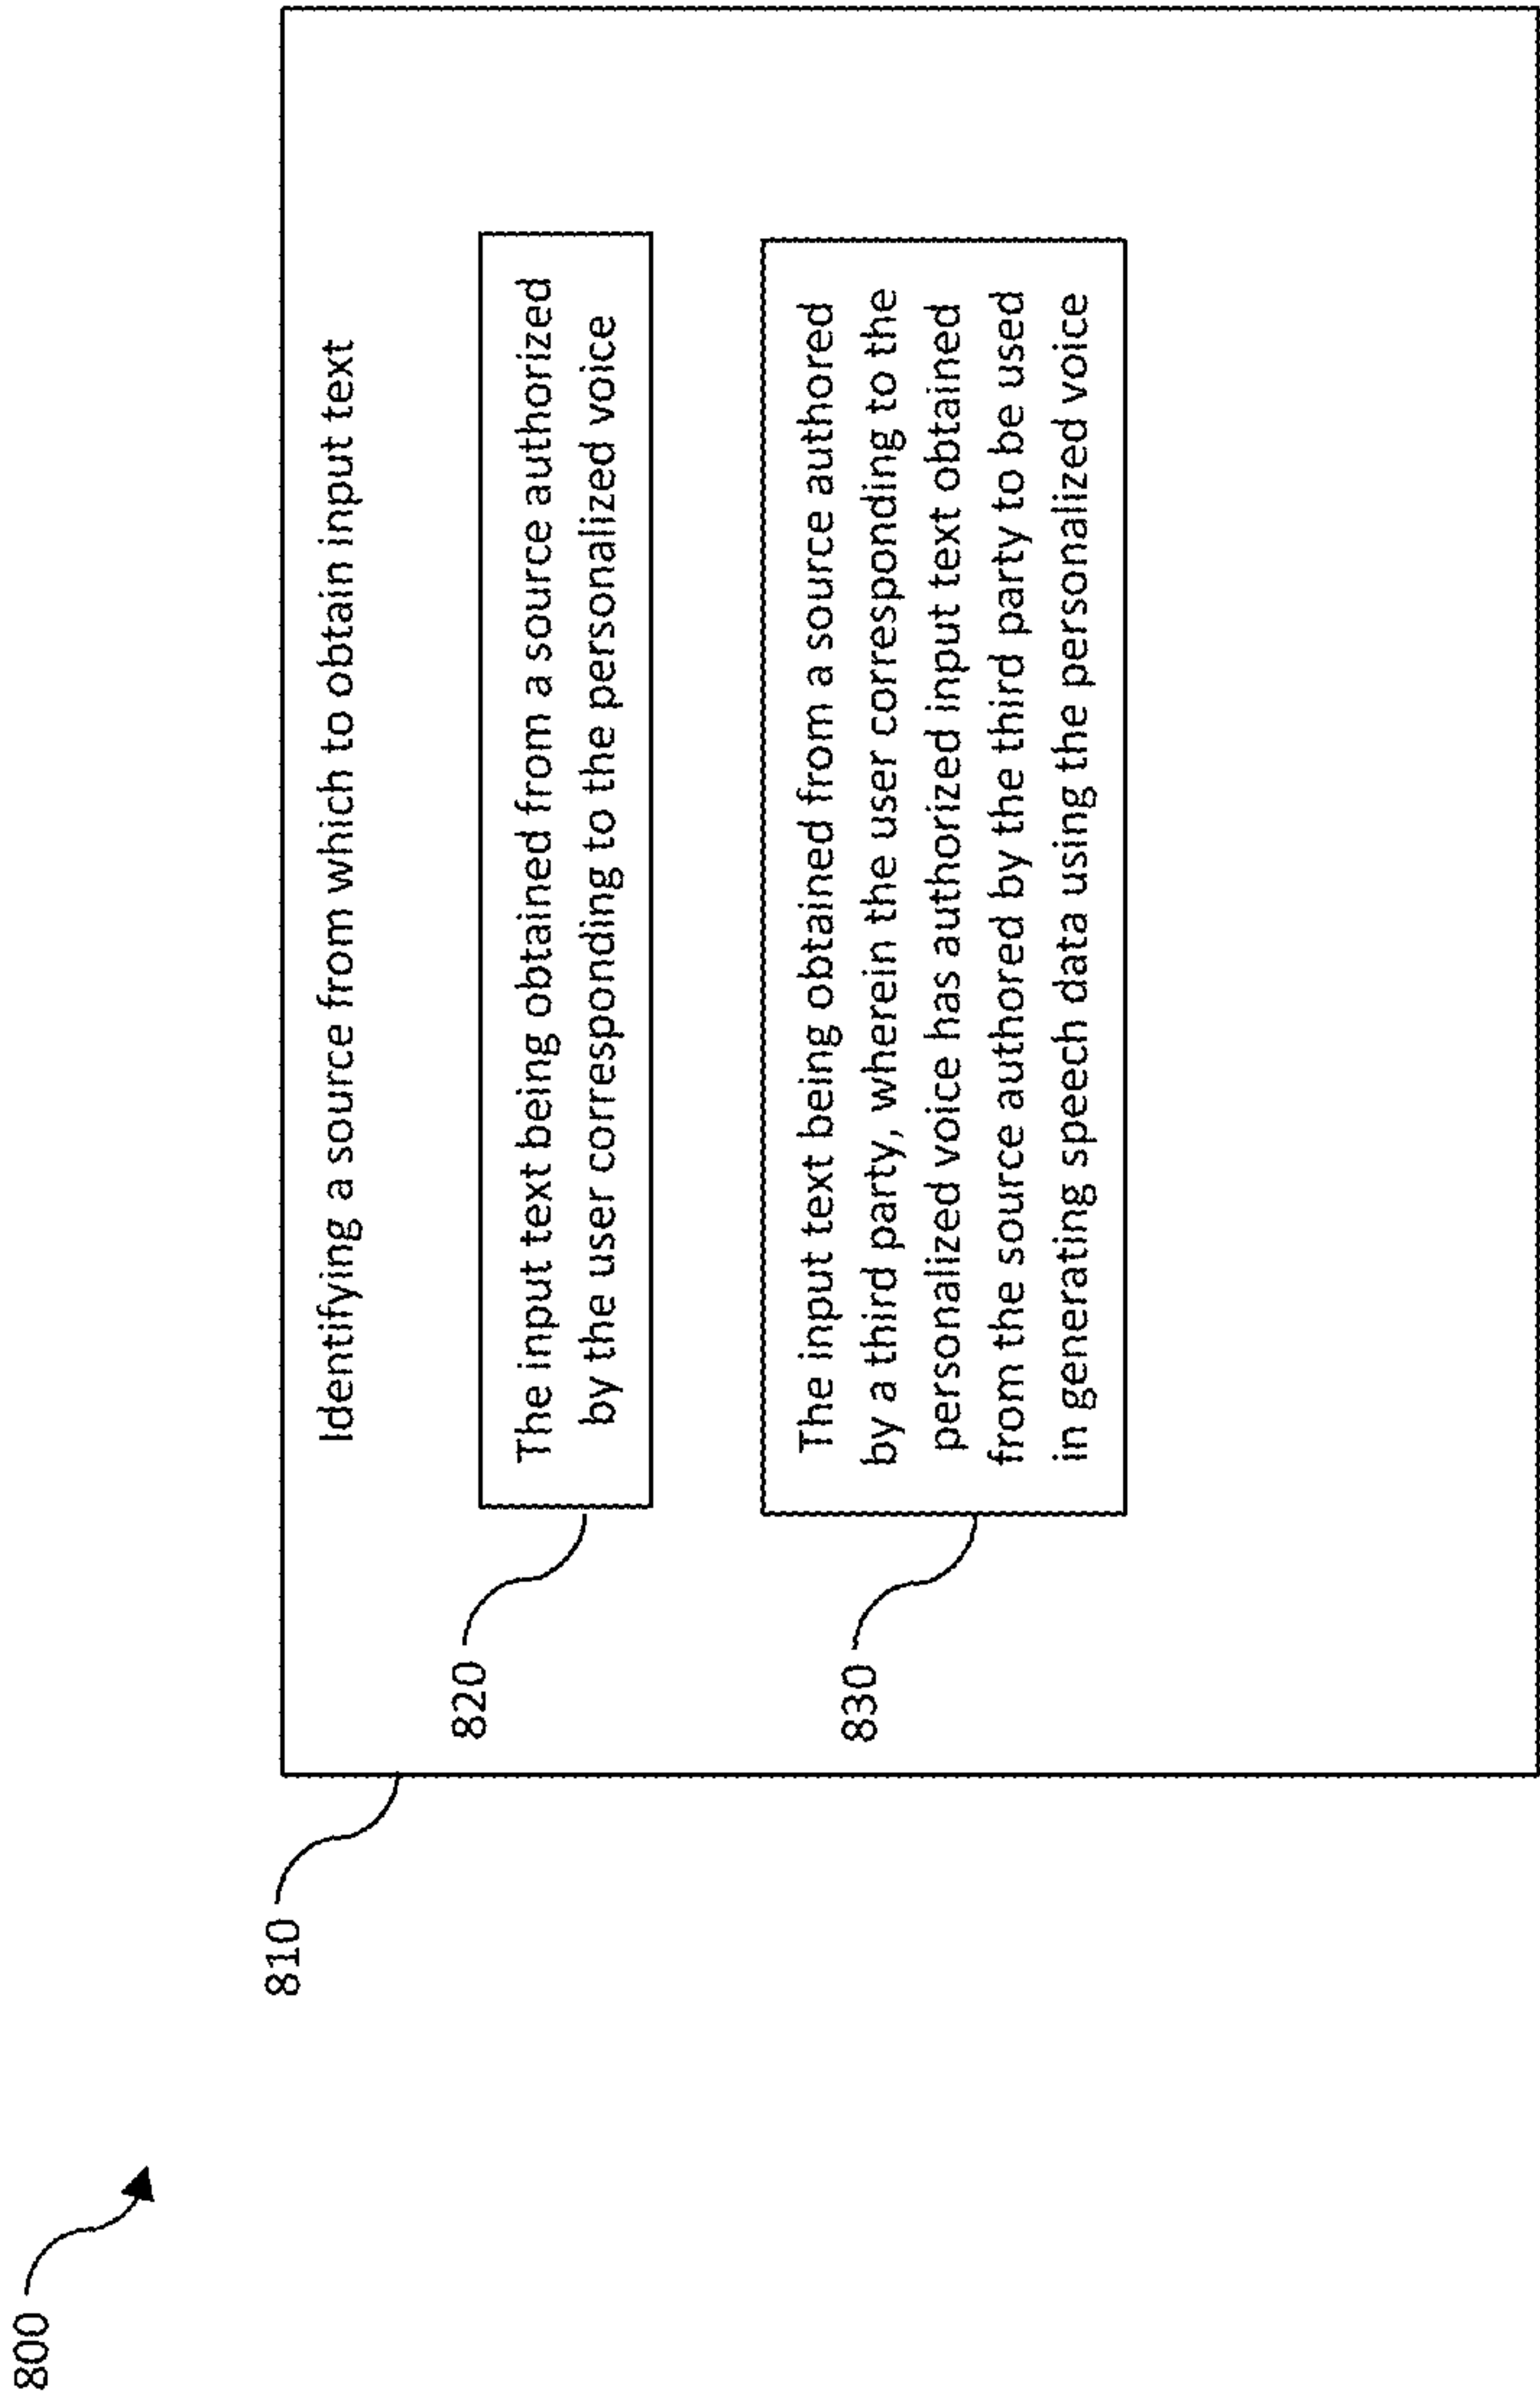 800
810
Identifying a source from which to obtain input text
820
The input text being obtained from a source authorized
by the user corresponding to the personalized voice
830
The input text being obtained from a source authored
by a third party, wherein the user corresponding to the
personalized voice has authorized input text obtained
from the source authored by the third party to be used
in generating speech data using the personalized voice